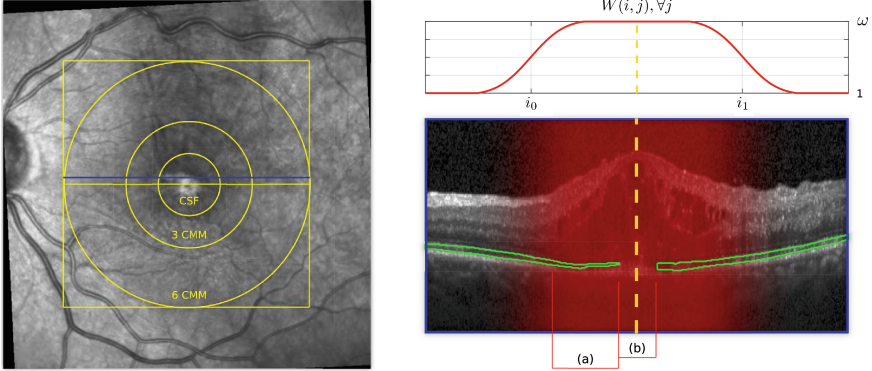 CSF
3 CMM
6 CMM
W(i, j), ∀j
ω
1
i₀
i₁
(a)
(b)